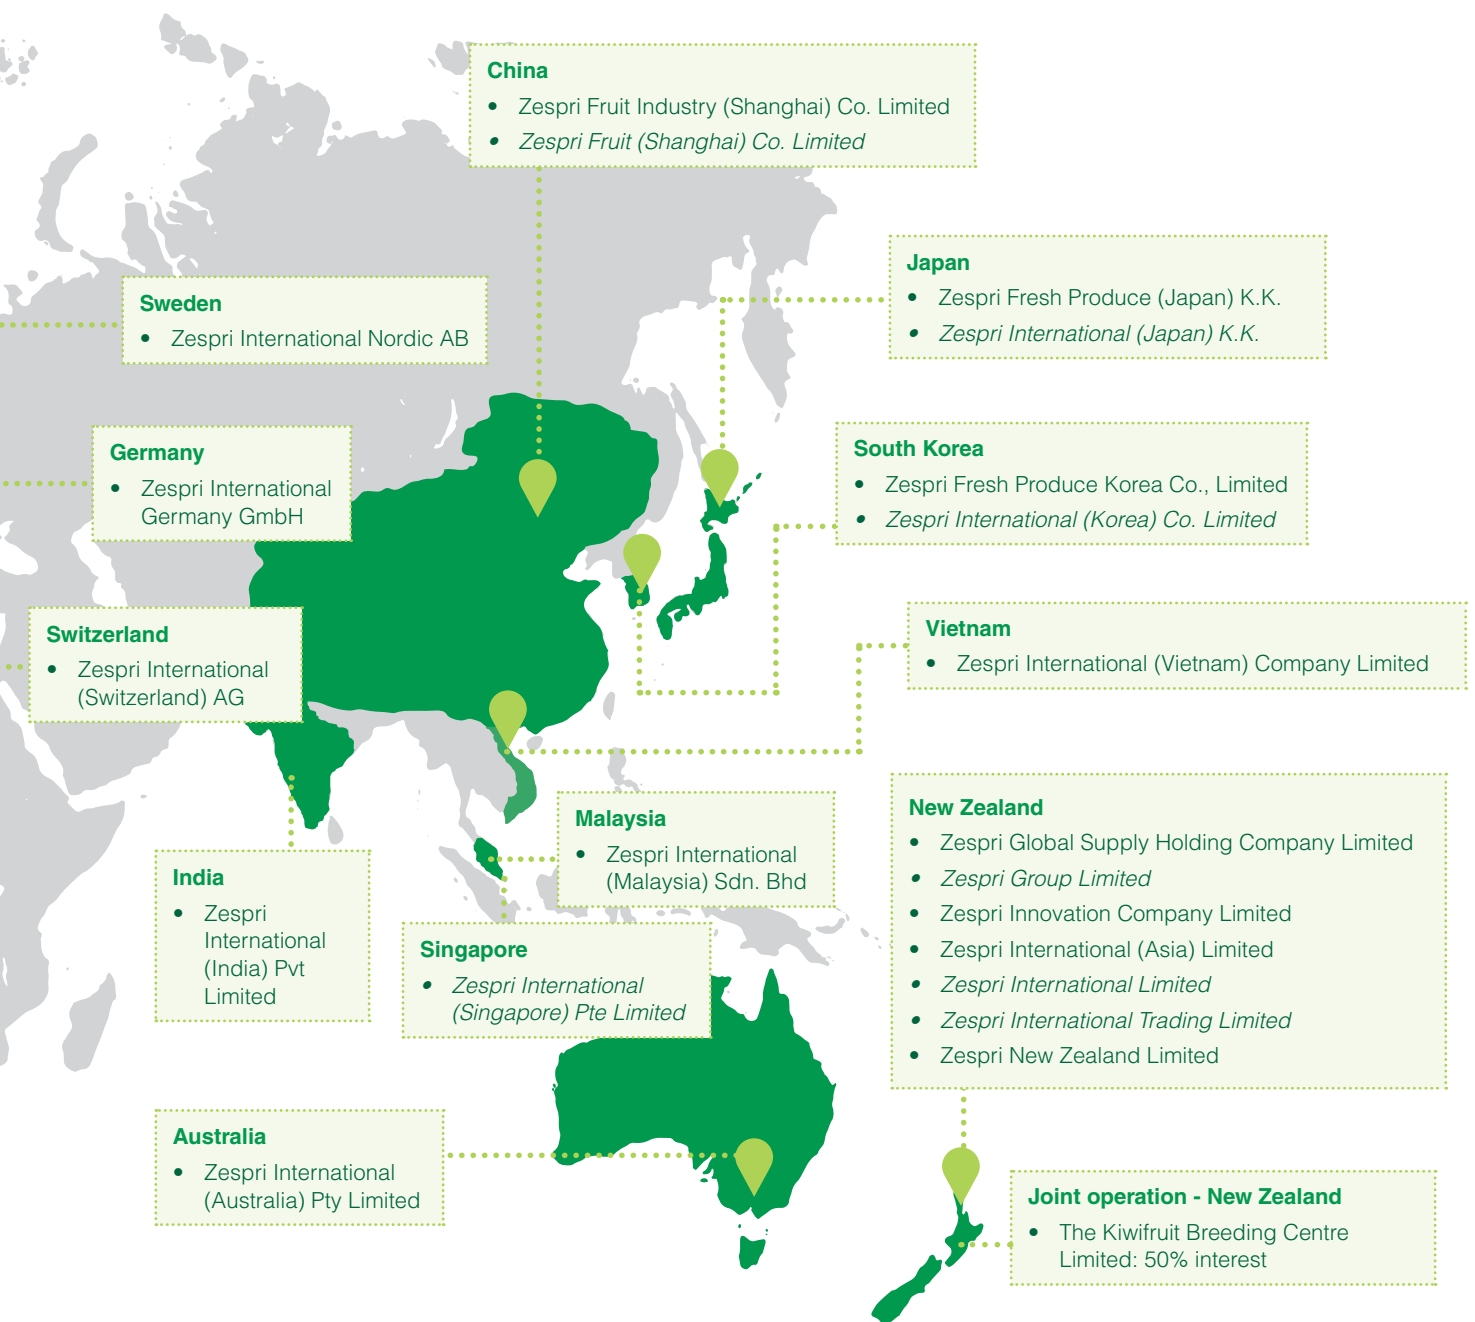 China
• Zespri Fruit Industry (Shanghai) Co. Limited
• Zespri Fruit (Shanghai) Co. Limited
Japan
• Zespri Fresh Produce (Japan) K.K.
• Zespri International (Japan) K.K.
Sweden
• Zespri International Nordic AB
Germany
• Zespri International
Germany GmbH
South Korea
• Zespri Fresh Produce Korea Co., Limited
• Zespri International (Korea) Co. Limited
Switzerland
• Zespri International
(Switzerland) AG
Vietnam
• Zespri International (Vietnam) Company Limited
New Zealand
• Zespri Global Supply Holding Company Limited
• Zespri Group Limited
• Zespri Innovation Company Limited
• Zespri International (Asia) Limited
• Zespri International Limited
• Zespri International Trading Limited
• Zespri New Zealand Limited
Malaysia
• Zespri International
(Malaysia) Sdn. Bhd
India
• Zespri
International
(India) Pvt
Limited
Singapore
• Zespri International
(Singapore) Pte Limited
Australia
• Zespri International
(Australia) Pty Limited
Joint operation - New Zealand
• The Kiwifruit Breeding Centre
Limited: 50% interest